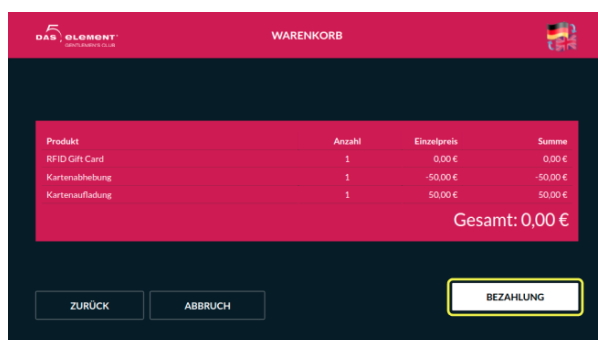 DAS 5 ELEMENT
GENTLEMEN'S CLUB
WARENKORB
Produkt Anzahl Einzelpreis Summe
RFID Gift Card 1 0,00 € 0,00 €
Kartenabhebung 1 -50,00 € -50,00 €
Kartenaufladung 1 50,00 € 50,00 €
Gesamt: 0,00 €
ZURÜCK ABBRUCH BEZAHLUNG